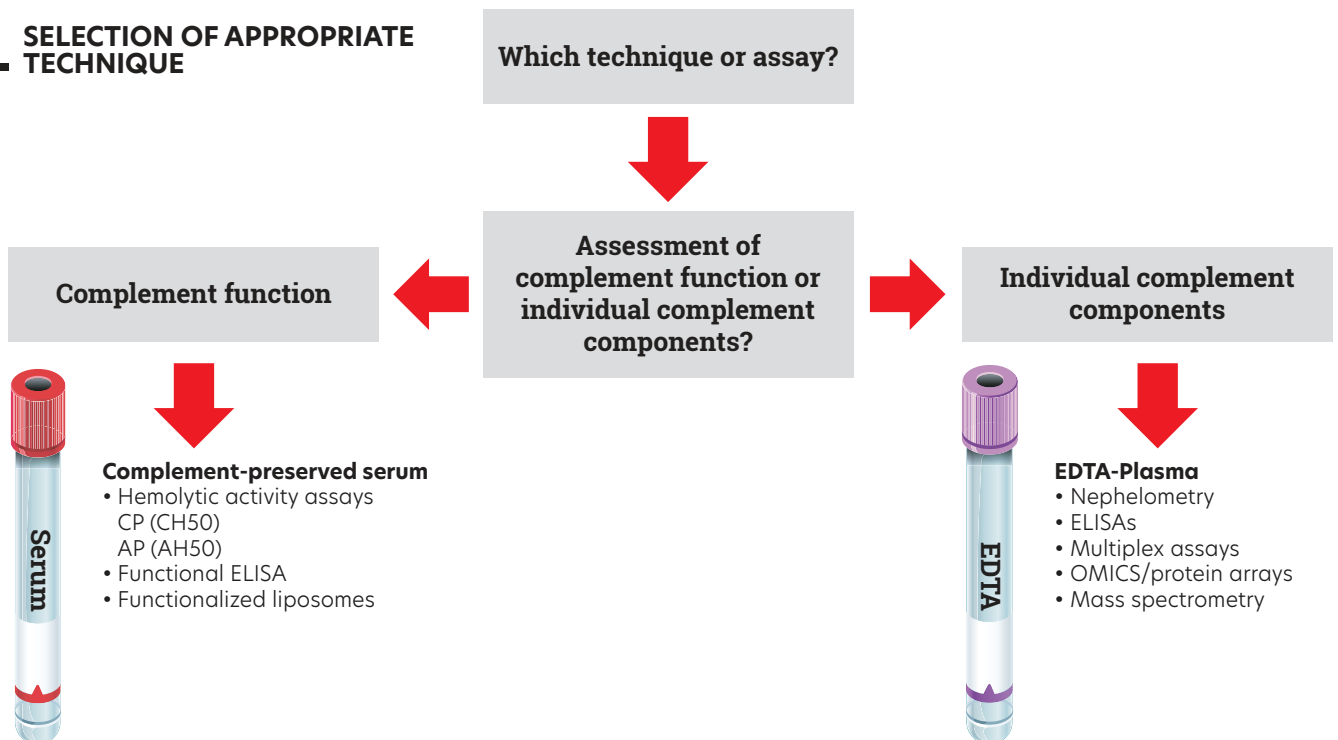 SELECTION OF APPROPRIATE
TECHNIQUE
Which technique or assay?
Assessment of
complement function or
individual complement
components?
Complement function
Individual complement
components
Serum
Complement-preserved serum
• Hemolytic activity assays
CP (CH50)
AP (AH50)
• Functional ELISA
• Functionalized liposomes
EDTA
EDTA-Plasma
• Nephelometry
• ELISAs
• Multiplex assays
• OMICS/protein arrays
• Mass spectrometry